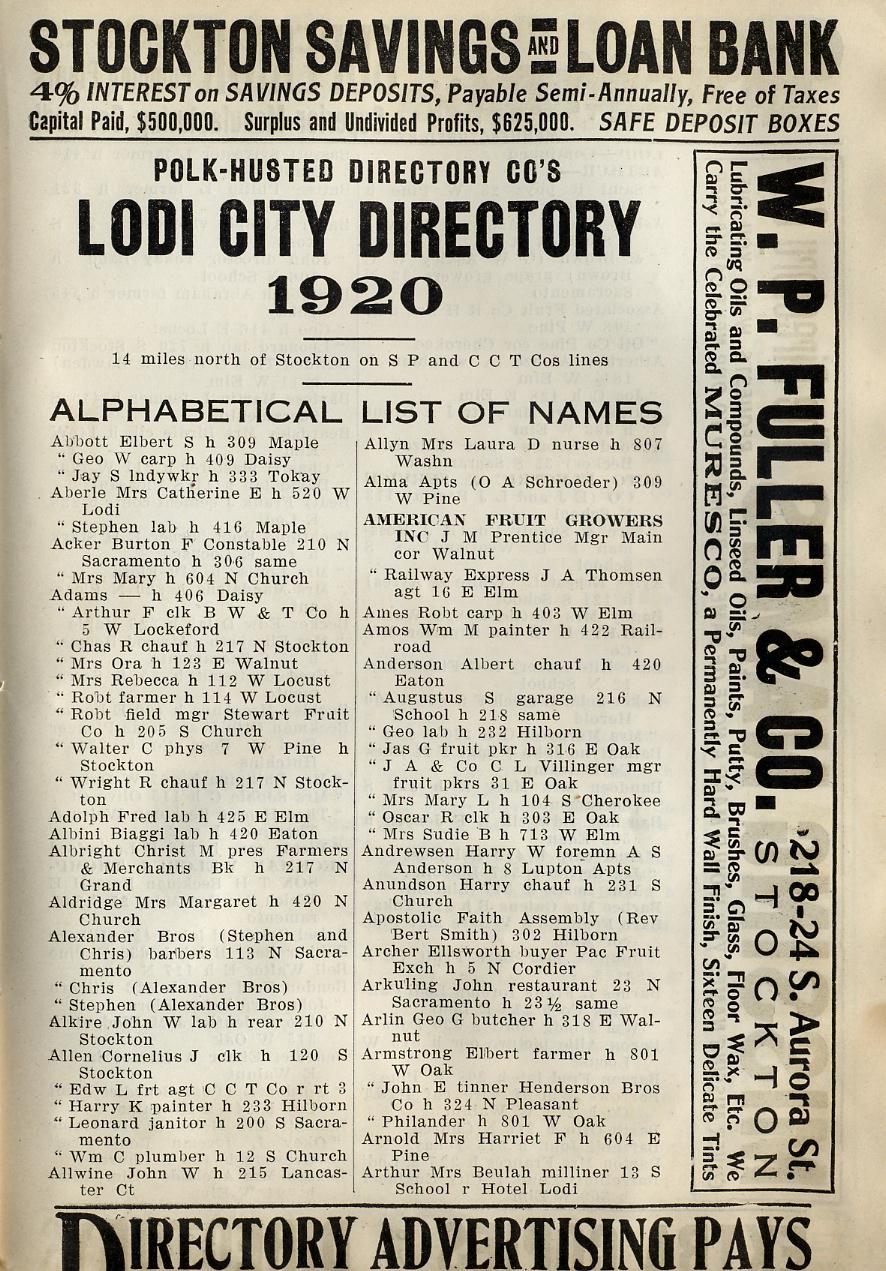 STOCKTON SAVINGS AND LOAN BANK
4% INTEREST on SAVINGS DEPOSITS, Payable Semi-Annually, Free of Taxes
Capital Paid, $500,000. Surplus and Undivided Profits, $625,000. SAFE DEPOSIT BOXES
POLK-HUSTED DIRECTORY CO'S
LODI CITY DIRECTORY
1920
14 miles north of Stockton on S P and C C T Cos lines
ALPHABETICAL LIST OF NAMES
Abbott Elbert S h 309 Maple
" Geo W carp h 409 Daisy
" Jay S lndywkr h 333 Tokay
Aberle Mrs Catherine E h 520 W
Lodi
" Stephen lab h 416 Maple
Acker Burton F Constable 210 N
Sacramento h 306 same
" Mrs Mary h 604 N Church
Adams — h 406 Daisy
" Arthur F clk B W & T Co h
5 W Lockeford
" Chas R chauf h 217 N Stockton
" Mrs Ora h 123 E Walnut
" Mrs Rebecca h 112 W Locust
" Robt farmer h 114 W Locust
" Robt field mgr Stewart Fruit
Co h 205 S Church
" Walter C phys 7 W Pine h
Stockton
" Wright R chauf h 217 N Stock-
ton
Adolph Fred lab h 425 E Elm
Albini Biaggi lab h 420 Eaton
Albright Christ M pres Farmers
& Merchants Bk h 217 N
Grand
Aldridge Mrs Margaret h 420 N
Church
Alexander Bros (Stephen and
Chris) barbers 113 N Sacra-
mento
" Chris (Alexander Bros)
" Stephen (Alexander Bros)
Alkire John W lab h rear 210 N
Stockton
Allen Cornelius J clk h 120 S
Stockton
" Edw L frt agt C C T Co r rt 3
" Harry K painter h 233 Hilborn
" Leonard janitor h 200 S Sacra-
mento
" Wm C plumber h 12 S Church
Allwine John W h 215 Lancas-
ter Ct
Allyn Mrs Laura D nurse h 807
Washn
Alma Apts (O A Schroeder) 309
W Pine
AMERICAN FRUIT GROWERS
INC J M Prentice Mgr Main
cor Walnut
" Railway Express J A Thomsen
agt 16 E Elm
Ames Robt carp h 403 W Elm
Amos Wm M painter h 422 Rail-
road
Anderson Albert chauf h 420
Eaton
" Augustus S garage 216 N
School h 218 same
" Geo lab h 232 Hilborn
" Jas G fruit pkr h 316 E Oak
" J A & Co C L Villinger mgr
fruit pkrs 31 E Oak
" Mrs Mary L h 104 S Cherokee
" Oscar R clk h 303 E Oak
" Mrs Sudie B h 713 W Elm
Andrewsen Harry W foremn A S
Anderson h 8 Lupton Apts
Anundson Harry chauf h 231 S
Church
Apostolic Faith Assembly (Rev
Bert Smith) 302 Hilborn
Archer Ellsworth buyer Pac Fruit
Exch h 5 N Cordier
Arkuling John restaurant 23 N
Sacramento h 23½ same
Arlin Geo G butcher h 318 E Wal-
nut
Armstrong Elbert farmer h 801
W Oak
" John E tinner Henderson Bros
Co h 324 N Pleasant
" Philander h 801 W Oak
Arnold Mrs Harriet F h 604 E
Pine
Arthur Mrs Beulah milliner 13 S
School r Hotel Lodi
W. P. FULLER & CO. 218-24 S. Aurora St.
STOCKTON
Lubricating Oils and Compounds, Linseed Oils, Paints, Putty, Brushes, Glass, Floor Wax, Etc. We
Carry the Celebrated MURESCO, a Permanently Hard Wall Finish, Sixteen Delicate Tints
DIRECTORY ADVERTISING PAYS